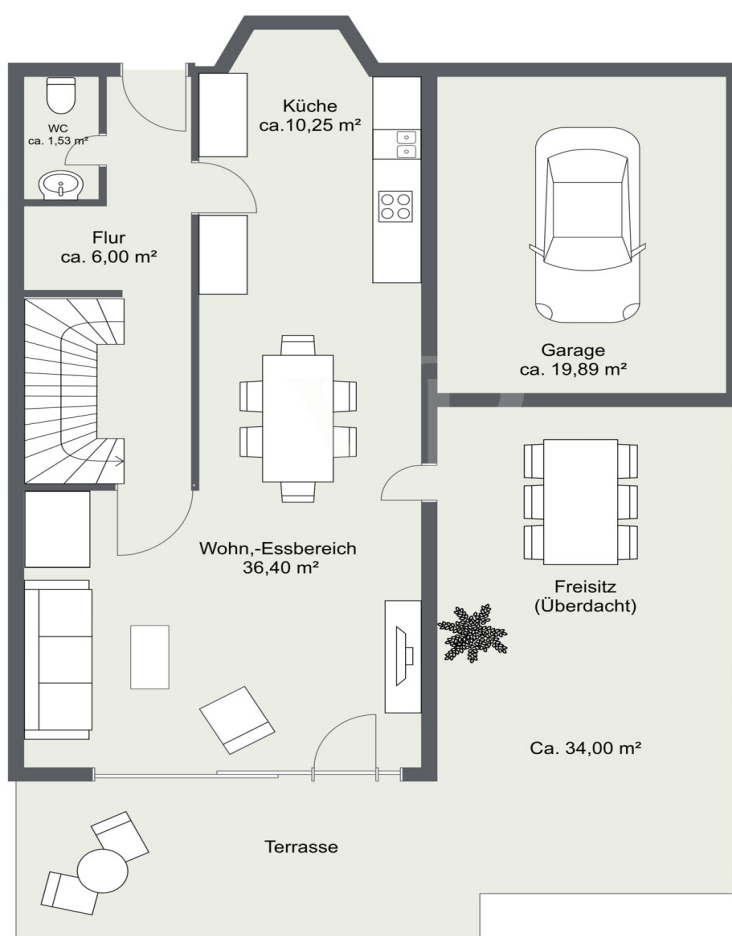 WC
ca. 1,53 m²
Küche
ca.10,25 m²
Flur
ca. 6,00 m²
Garage
ca. 19,89 m²
Wohn,-Essbereich
36,40 m²
Freisitz
(Überdacht)
Ca. 34,00 m²
Terrasse